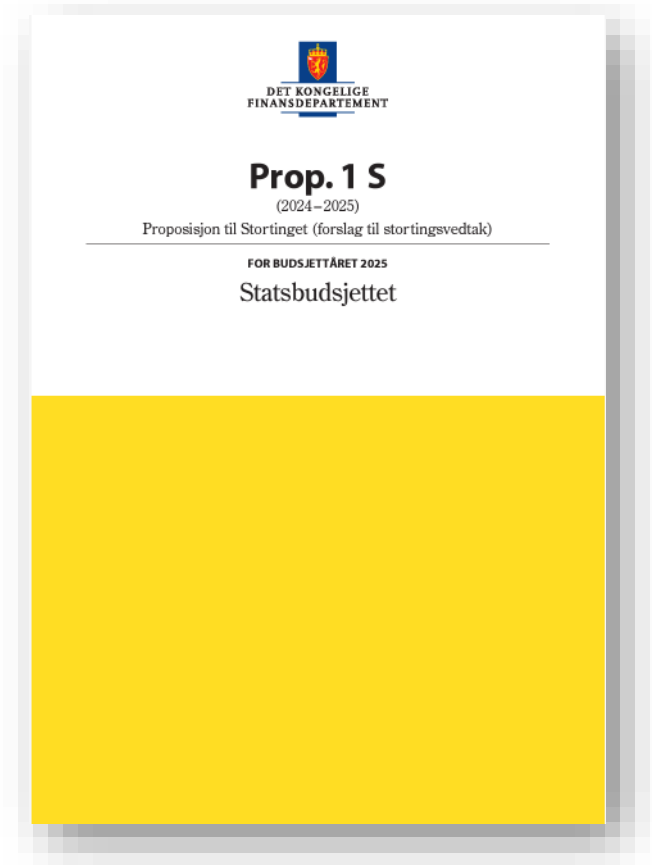 DET KONGELIGE
FINANSDEPARTEMENT
Prop. 1 S
(2024–2025)
Proposisjon til Stortinget (forslag til stortingsvedtak)
FOR BUDSJETTÅRET 2025
Statsbudsjettet